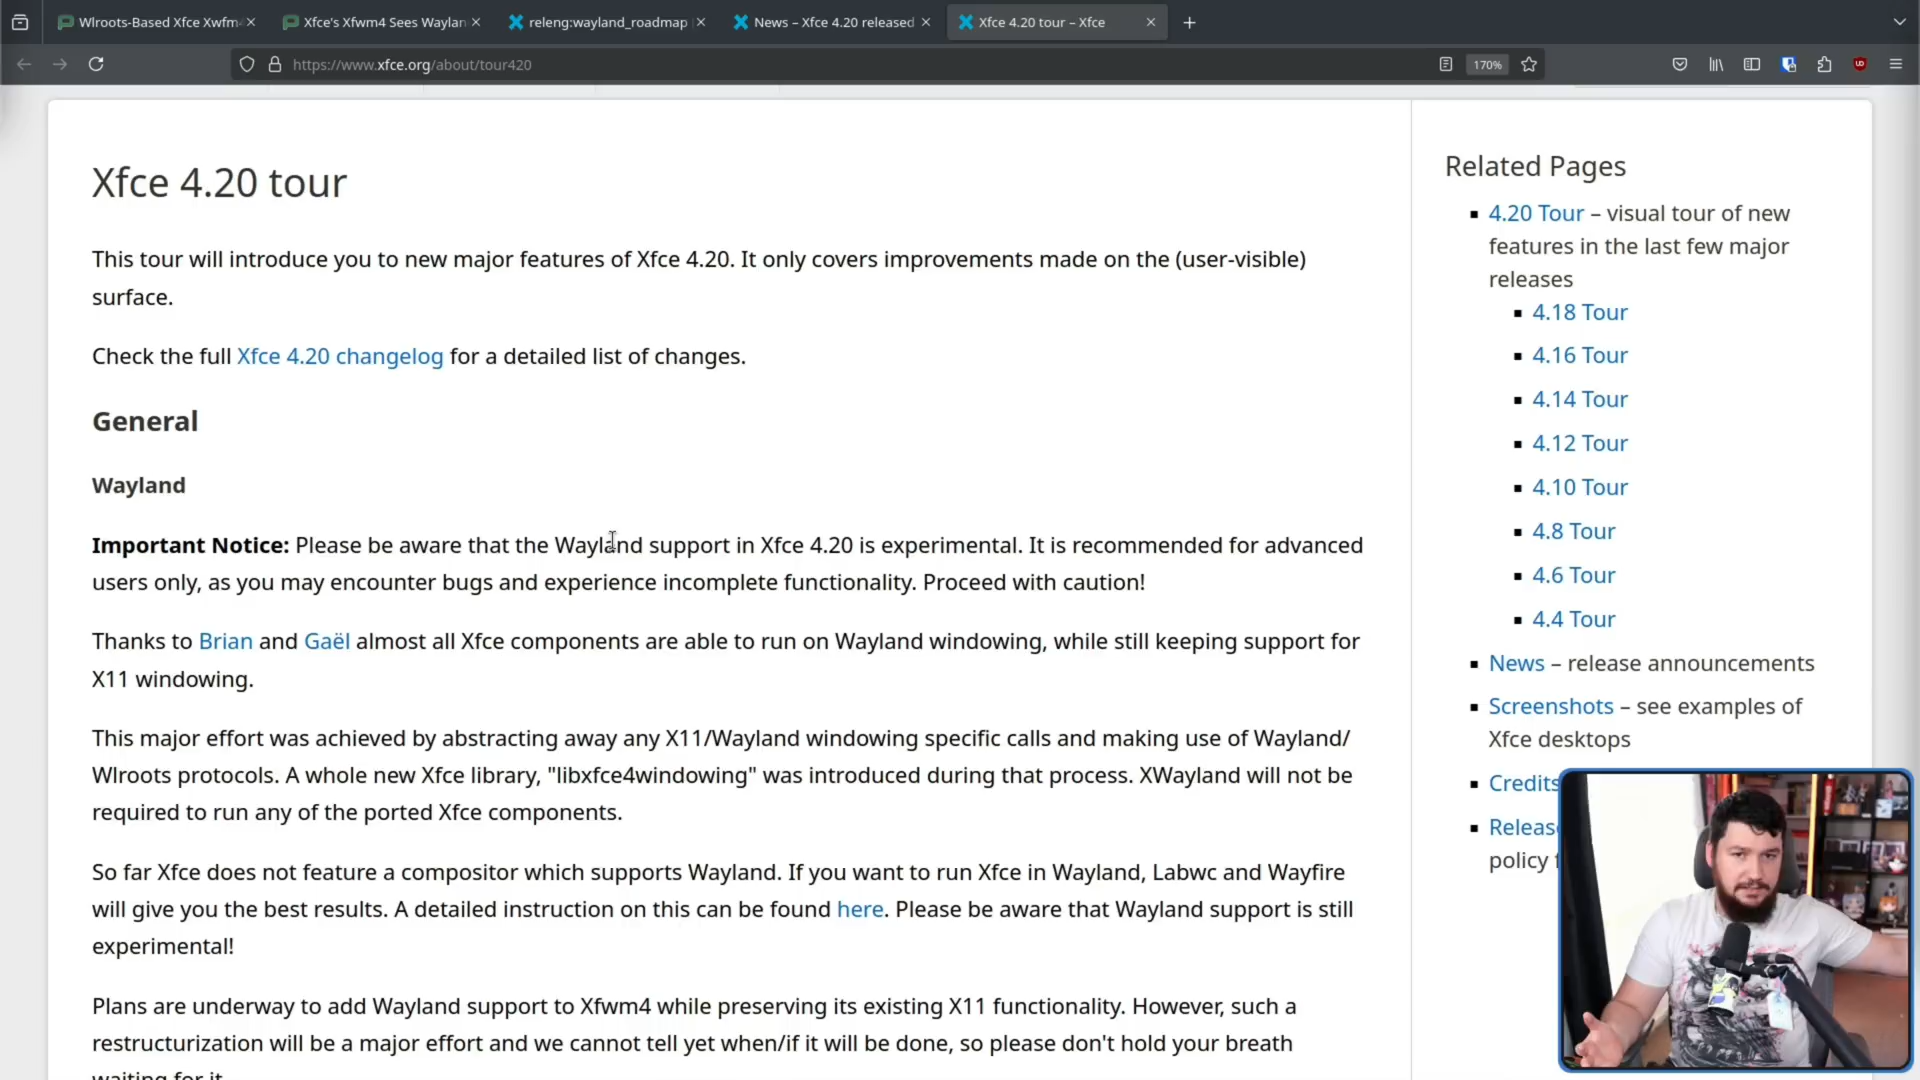 Wlroots-Based Xfce Xwfm
Xfce's Xfwm4 Sees Waylan
releng:wayland_roadmap
News – Xfce 4.20 released
Xfce 4.20 tour – Xfce
https://www.xfce.org/about/tour420
170%
Xfce 4.20 tour
This tour will introduce you to new major features of Xfce 4.20. It only covers improvements made on the (user-visible)
surface.
Check the full Xfce 4.20 changelog for a detailed list of changes.
General
Wayland
Important Notice: Please be aware that the Wayland support in Xfce 4.20 is experimental. It is recommended for advanced
users only, as you may encounter bugs and experience incomplete functionality. Proceed with caution!
Thanks to Brian and Gaël almost all Xfce components are able to run on Wayland windowing, while still keeping support for
X11 windowing.
This major effort was achieved by abstracting away any X11/Wayland windowing specific calls and making use of Wayland/
Wlroots protocols. A whole new Xfce library, "libxfce4windowing" was introduced during that process. XWayland will not be
required to run any of the ported Xfce components.
So far Xfce does not feature a compositor which supports Wayland. If you want to run Xfce in Wayland, Labwc and Wayfire
will give you the best results. A detailed instruction on this can be found here. Please be aware that Wayland support is still
experimental!
Plans are underway to add Wayland support to Xfwm4 while preserving its existing X11 functionality. However, such a
restructurization will be a major effort and we cannot tell yet when/if it will be done, so please don't hold your breath
waiting for it.
Related Pages
4.20 Tour – visual tour of new
features in the last few major
releases
4.18 Tour
4.16 Tour
4.14 Tour
4.12 Tour
4.10 Tour
4.8 Tour
4.6 Tour
4.4 Tour
News – release announcements
Screenshots – see examples of
Xfce desktops
Credits
Releas
policy